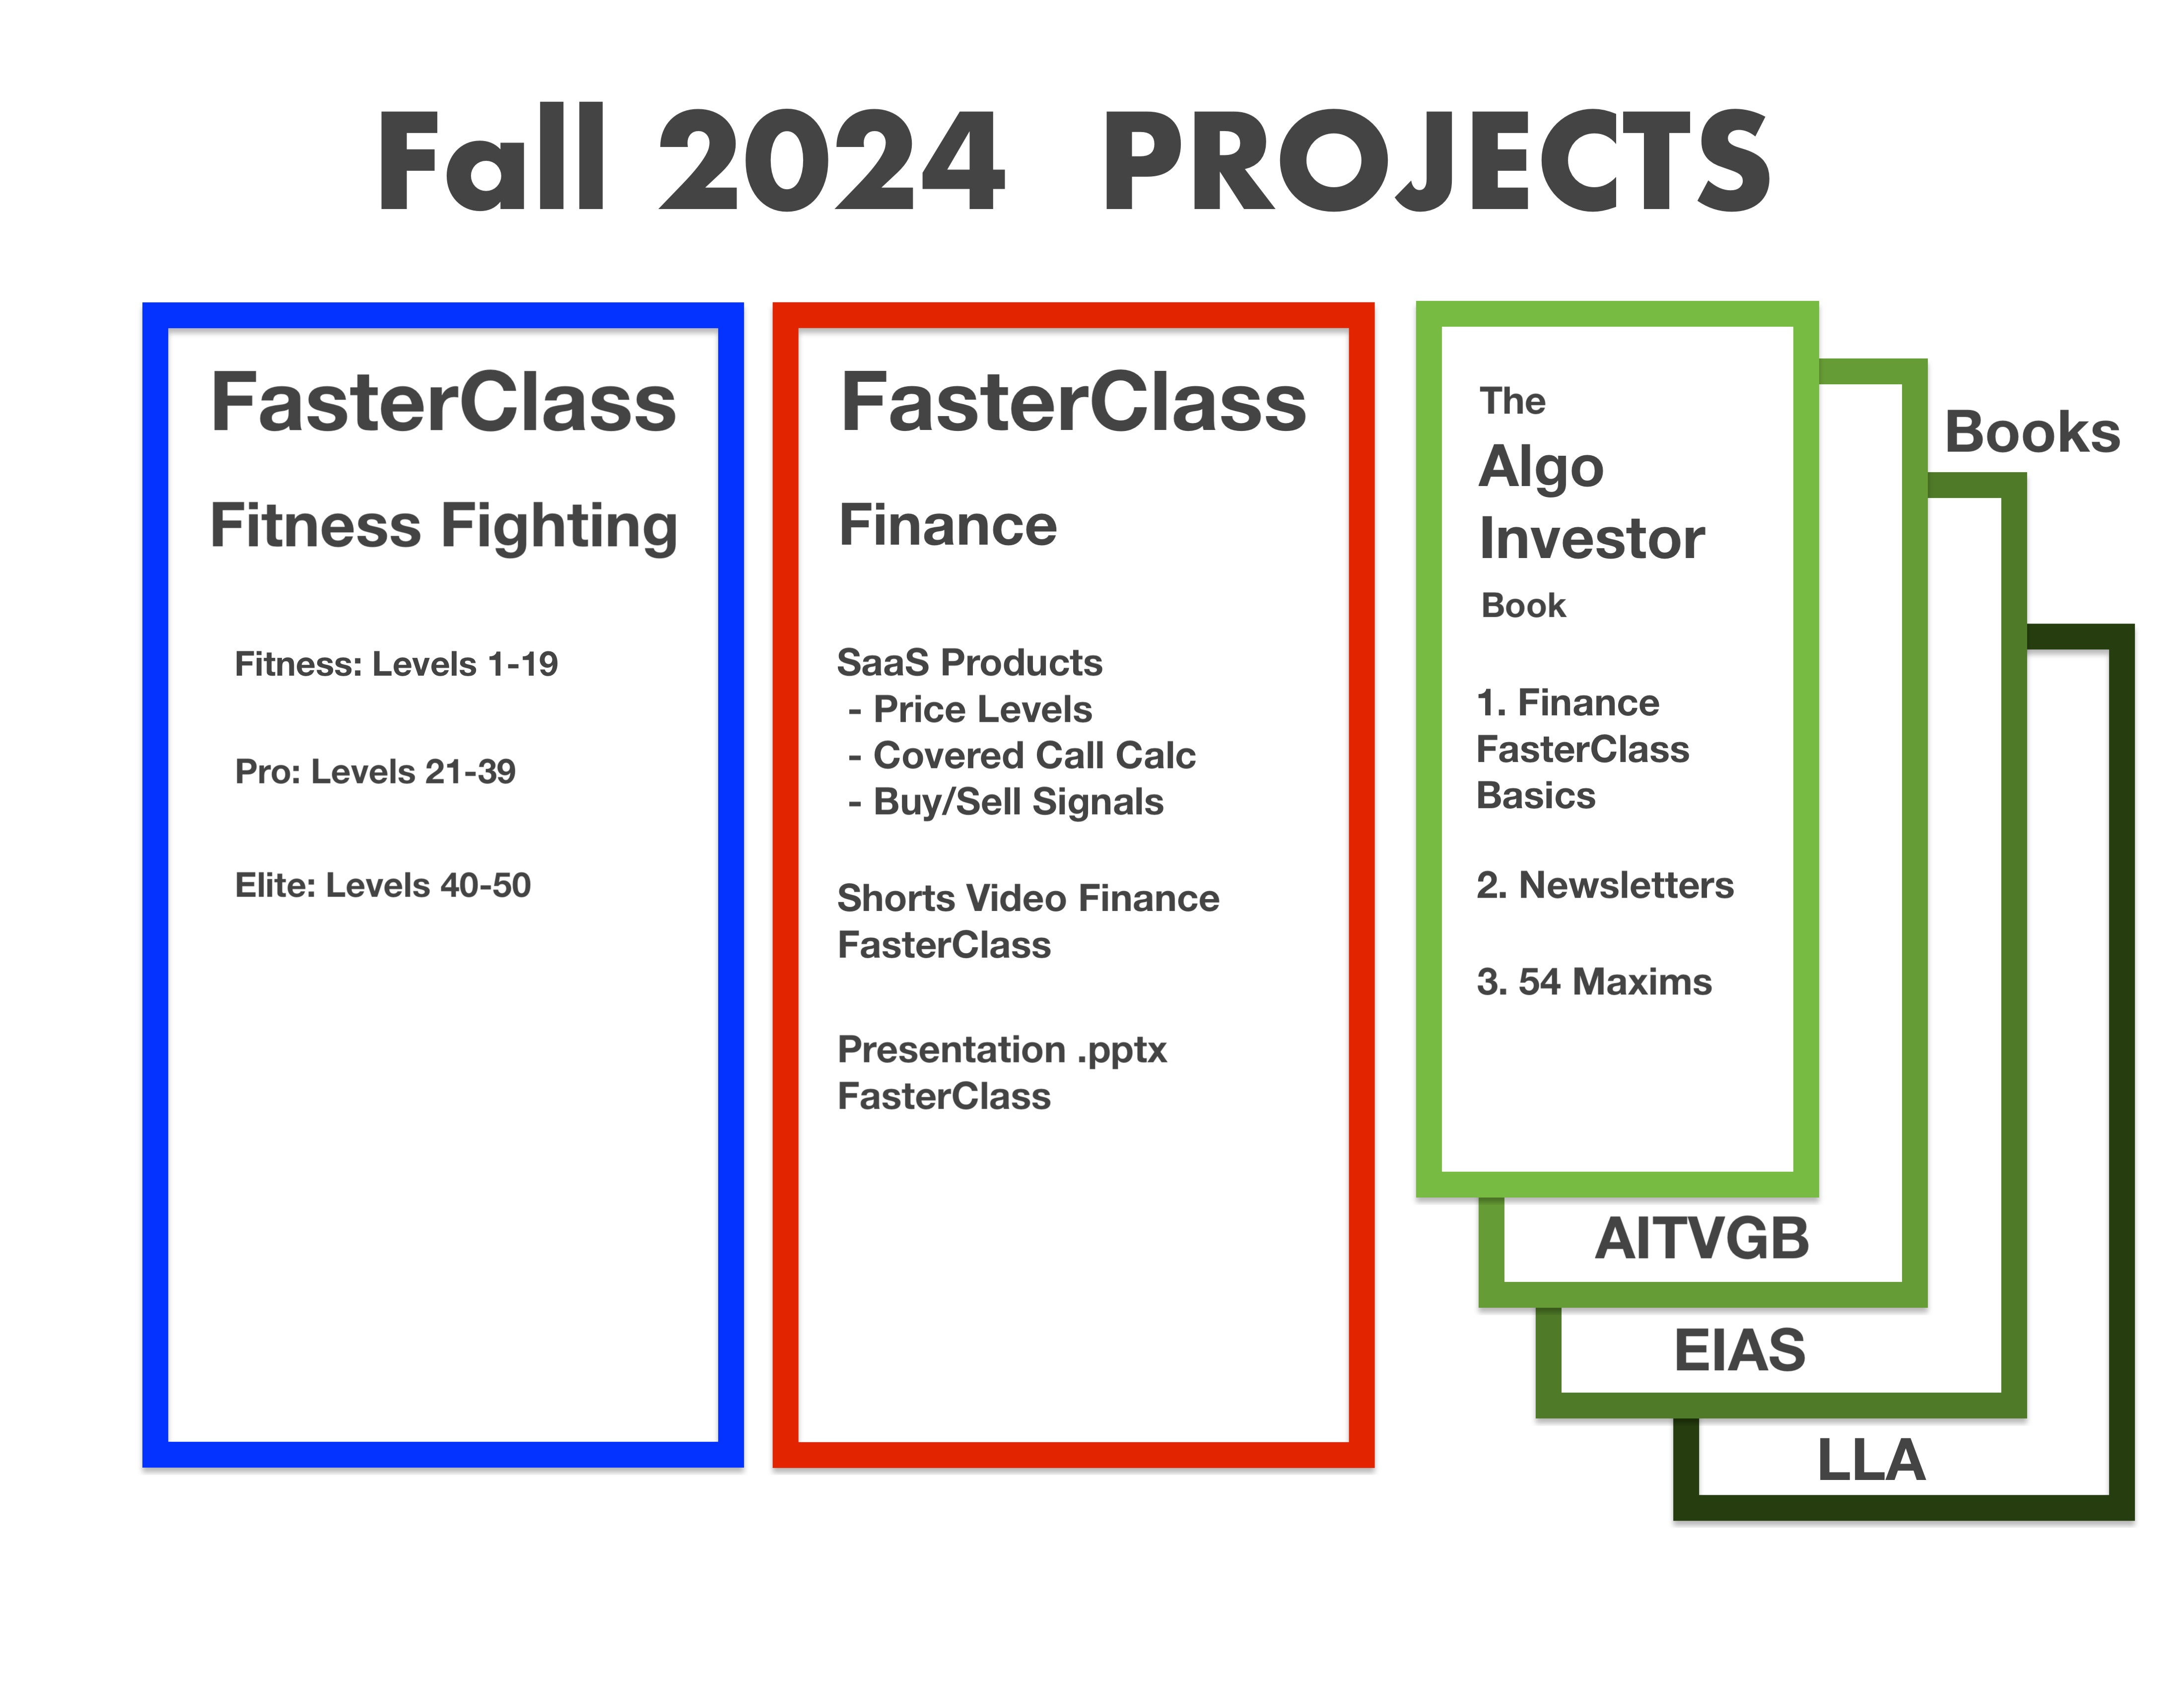 Fall 2024 PROJECTS
FasterClass
Fitness Fighting
Fitness: Levels 1-19
Pro: Levels 21-39
Elite: Levels 40-50
FasterClass
Finance
SaaS Products
- Price Levels
- Covered Call Calc
- Buy/Sell Signals
Shorts Video Finance
FasterClass
Presentation .pptx
FasterClass
The
Algo
Investor
Book
1. Finance
FasterClass
Basics
2. Newsletters
3. 54 Maxims
Books
AITVGB
EIAS
LLA